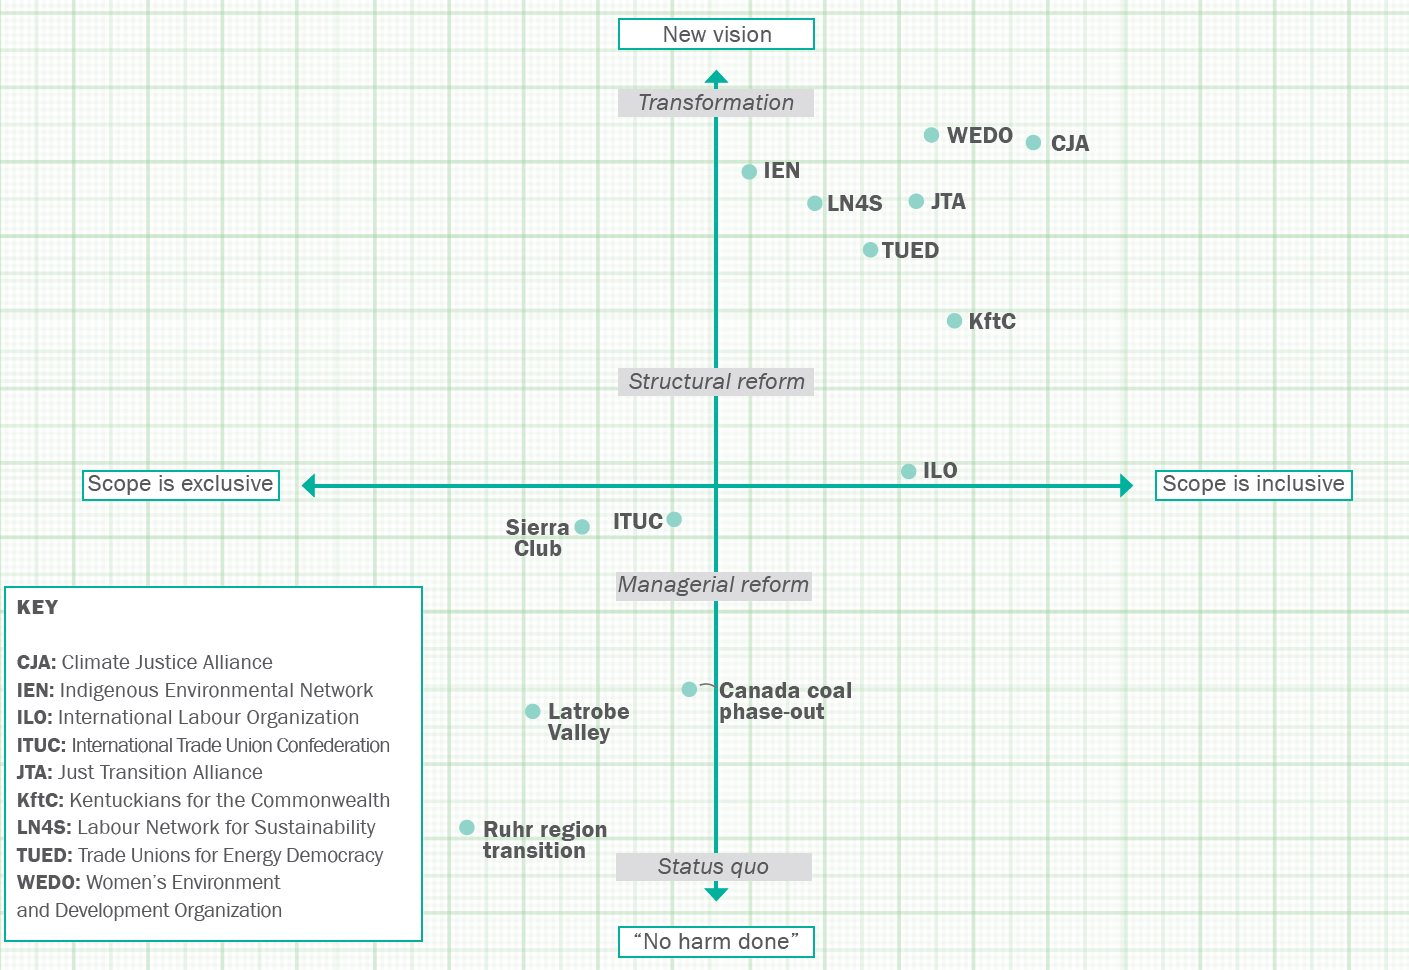 New vision
Transformation
WEDO
CJA
IEN
LN4S
JTA
TUED
KftC
Structural reform
ILO
Scope is exclusive
Scope is inclusive
Sierra
Club
ITUC
Managerial reform
Canada coal
phase-out
Latrobe
Valley
Ruhr region
transition
Status quo
“No harm done”
KEY
CJA: Climate Justice Alliance
IEN: Indigenous Environmental Network
ILO: International Labour Organization
ITUC: International Trade Union Confederation
JTA: Just Transition Alliance
KftC: Kentuckians for the Commonwealth
LN4S: Labour Network for Sustainability
TUED: Trade Unions for Energy Democracy
WEDO: Women’s Environment
and Development Organization